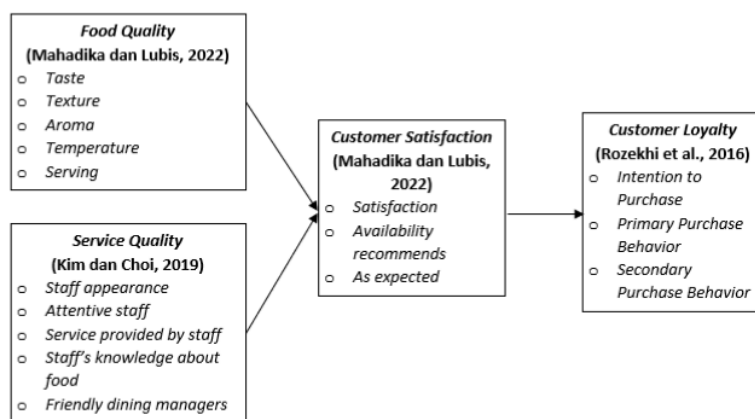 Food Quality
(Mahadika dan Lubis, 2022)
o Taste
o Texture
o Aroma
o Temperature
o Serving
Service Quality
(Kim dan Choi, 2019)
o Staff appearance
o Attentive staff
o Service provided by staff
o Staff's knowledge about
food
o Friendly dining managers
Customer Satisfaction
(Mahadika dan Lubis,
2022)
o Satisfaction
o Availability
recommends
o As expected
Customer Loyalty
(Rozekhi et al., 2016)
o Intention to
Purchase
o Primary Purchase
Behavior
o Secondary
Purchase Behavior